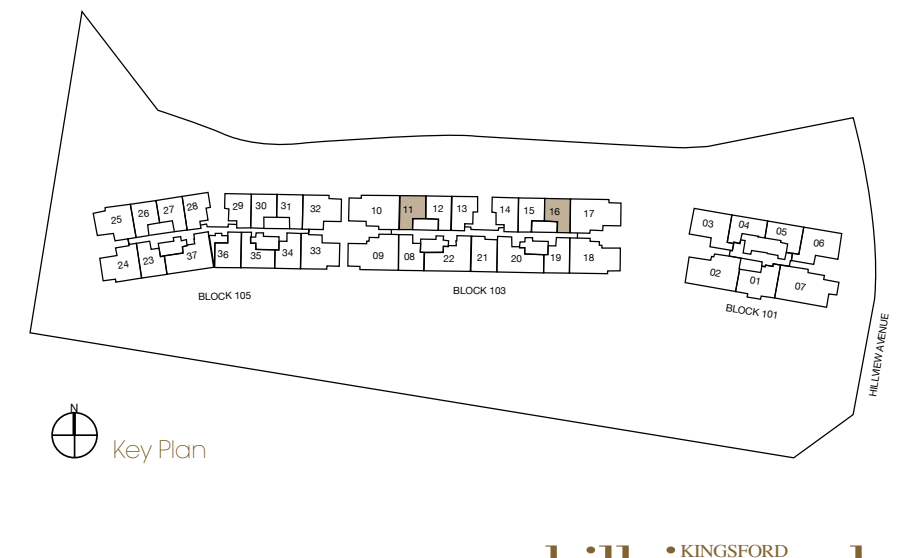 25 26 27 28 29 30 31 32 10 11 12 13 14 15 16 17
24 23 37 36 35 34 33 09 08 22 21 20 19 18
03 04 05 06
02 01 07
BLOCK 105
BLOCK 103
BLOCK 101
HILLVIEW AVENUE
N
Key Plan
KINGSFORD